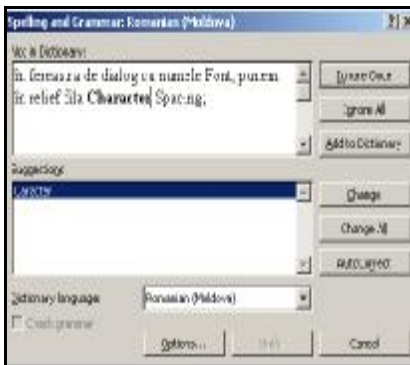 Spelling and Grammar: Romanian (Moldova)
Not in Dictionary:
în fereastra de dialog cu numele Font, punem
în relief fila Character Spacing;
Ignore Once
Ignore All
Add to Dictionary
Suggestions:
Caracter
Change
Change All
AutoCorrect
Dictionary language:
Romanian (Moldova)
Check grammar
Options...
Undo
Cancel